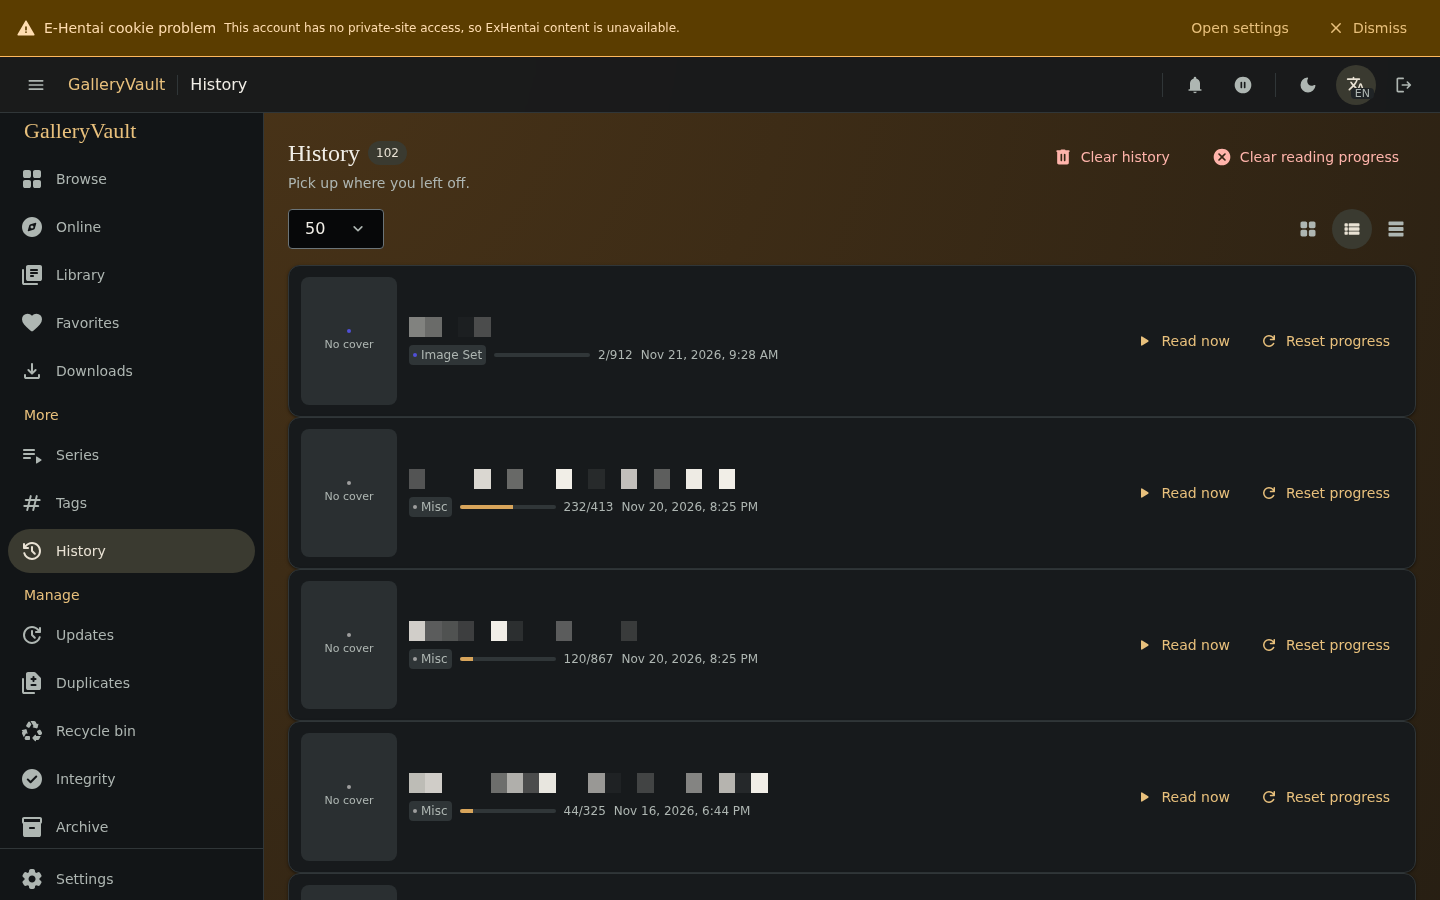 E-Hentai cookie problem This account has no private-site access, so ExHentai content is unavailable. Open settings Dismiss
GalleryVault History EN
GalleryVault
Browse
Online
Library
Favorites
Downloads
More
Series
Tags
History
Manage
Updates
Duplicates
Recycle bin
Integrity
Archive
Settings
History 102
Clear history Clear reading progress
Pick up where you left off.
50
No cover
Image Set 2/912 Nov 21, 2026, 9:28 AM
Read now Reset progress
No cover
Misc 232/413 Nov 20, 2026, 8:25 PM
Read now Reset progress
No cover
Misc 120/867 Nov 20, 2026, 8:25 PM
Read now Reset progress
No cover
Misc 44/325 Nov 16, 2026, 6:44 PM
Read now Reset progress